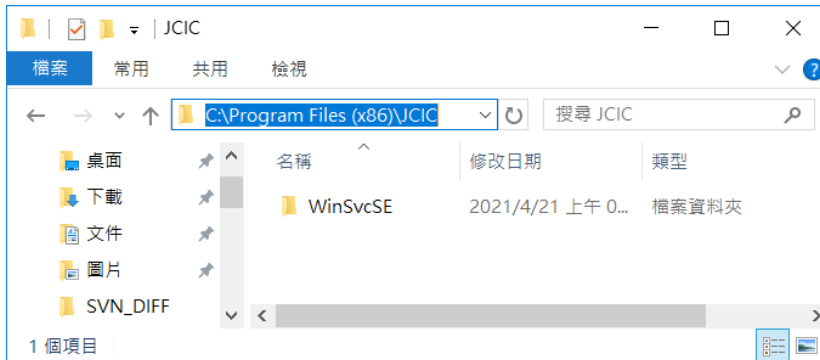 JCIC
檔案 常用 共用 檢視
C:\Program Files (x86)\JCIC 搜尋 JCIC
桌面 名稱 修改日期 類型
下載
WinSvcSE 2021/4/21 上午 0... 檔案資料夾
文件
圖片
SVN_DIFF
1 個項目